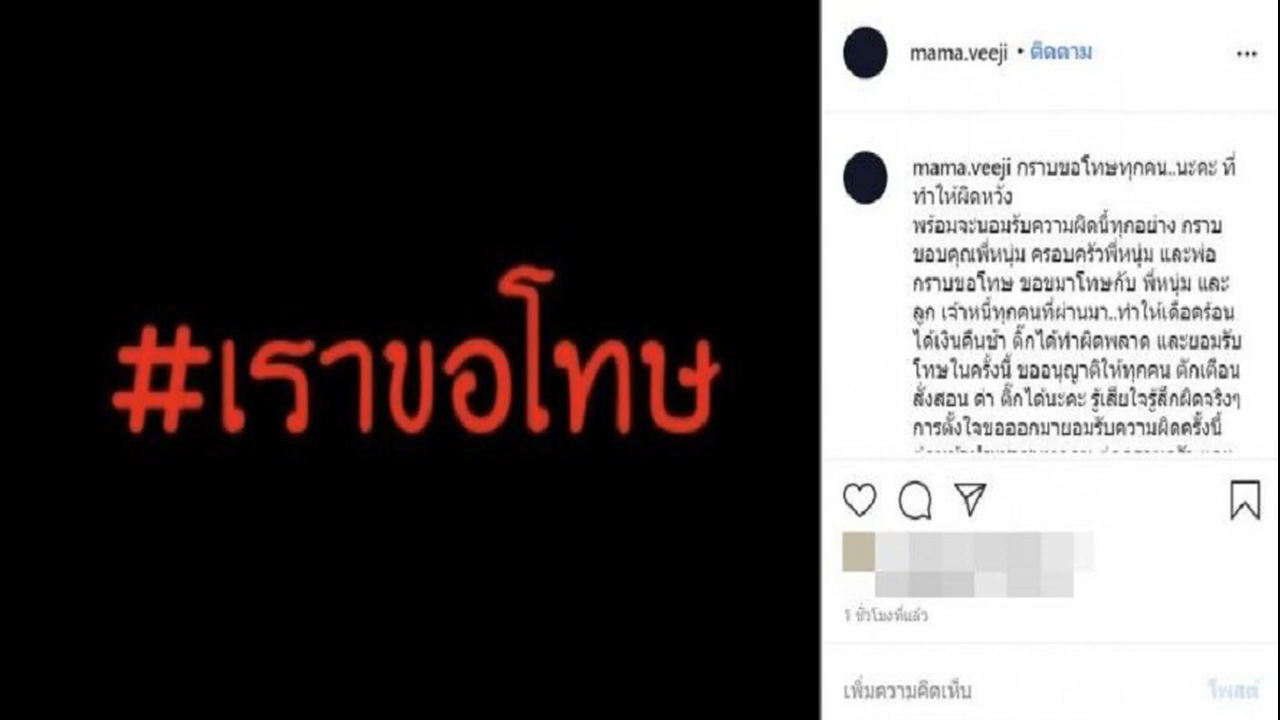 #เราขอโทษ
mama.veeji • ติดตาม
mama.veeji กราบขอโทษทุกคน..นะคะ ที่
ทำให้ผิดหวัง
พร้อมจะนอมรับความผิดนี้ทุกอย่าง กราบ
ขอบคุณพี่หนุ่ม ครอบครัวพี่หนุ่ม และพ่อ
กราบขอโทษ ขอขมาโทษกับ พี่หนุ่ม และ
ลูก เจ้าหนี้ทุกคนที่ผ่านมา..ทำให้เดือดร้อน
ได้เงินคืนช้า ติ๊กได้ทำผิดพลาด และยอมรับ
โทษในครั้งนี้ ขออนุญาติให้ทุกคน ตักเตือน
สั่งสอน ด่า ติ๊กได้นะคะ รู้เสียใจรู้สึกผิดจริงๆ
การตั้งใจขอออกมายอมรับความผิดครั้งนี้
1 ชั่วโมงที่แล้ว
เพิ่มความคิดเห็น
โพสต์